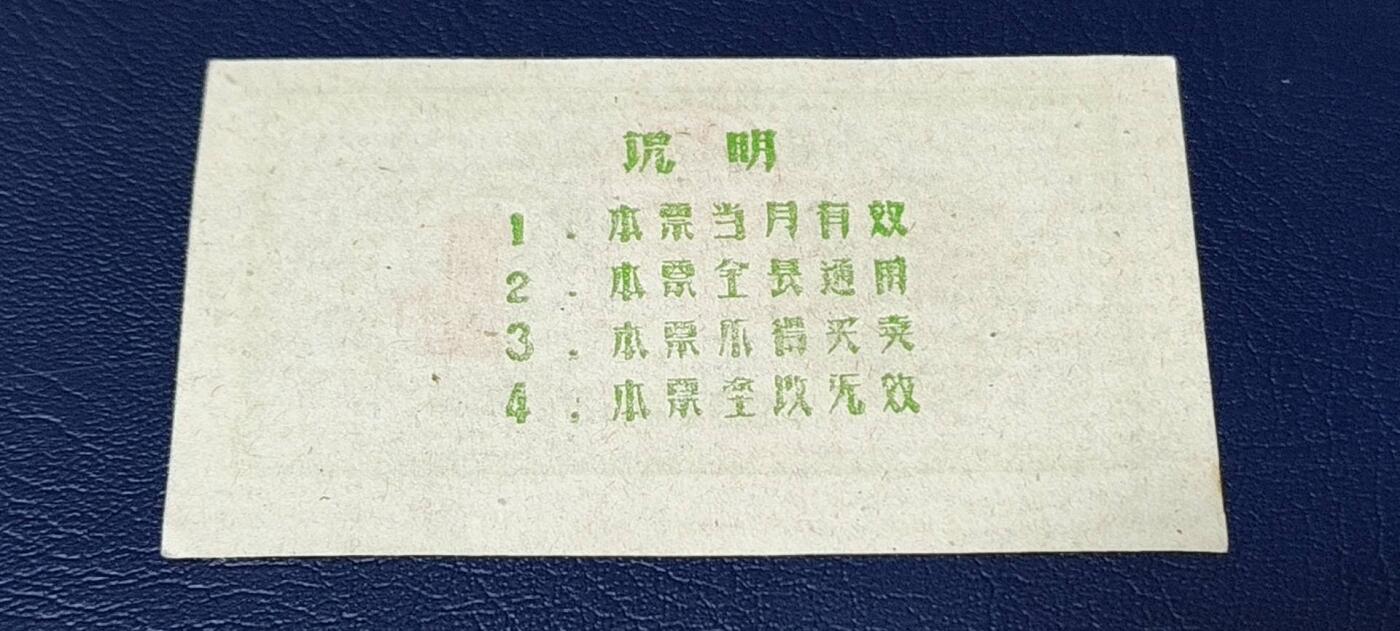 说明
1.本票当月有效
2.本票全县通用
3.本票不得买卖
4.本票涂改无效